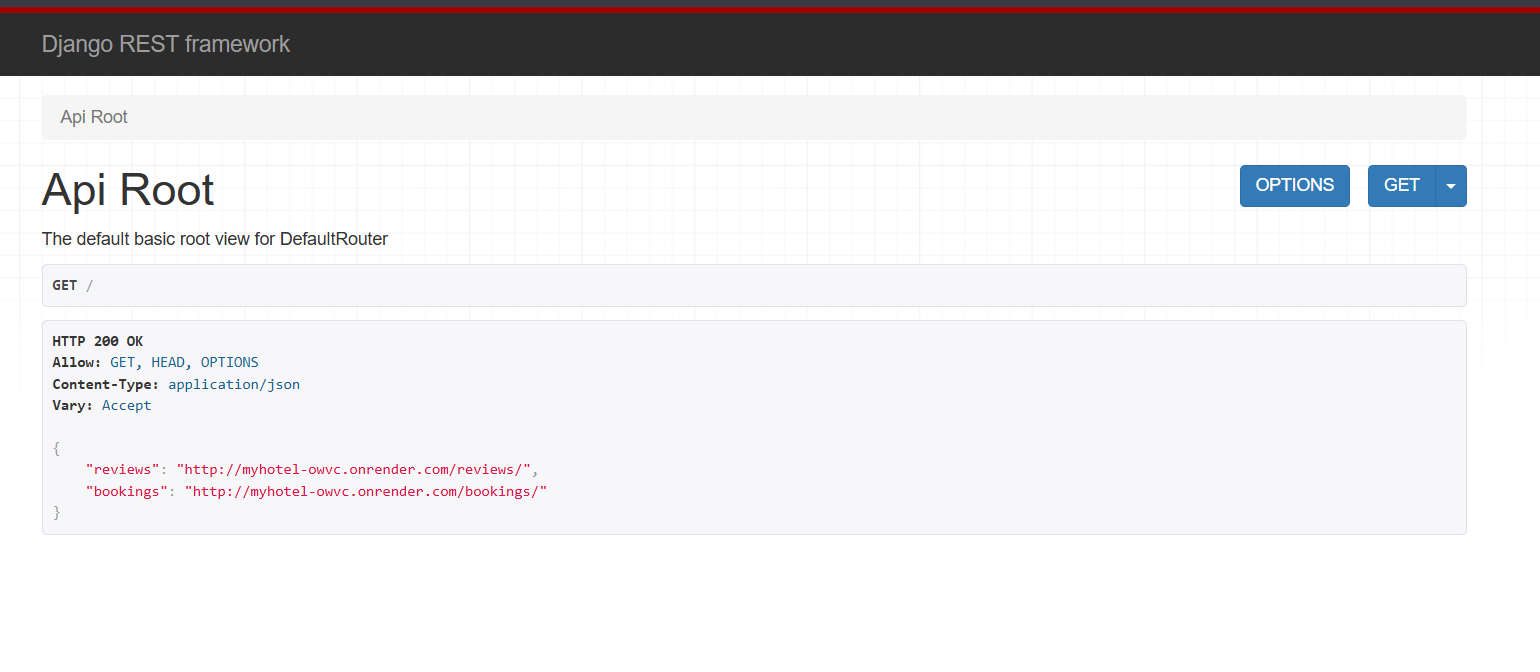 Django REST framework
Api Root
Api Root
OPTIONS
GET
The default basic root view for DefaultRouter
GET /
HTTP 200 OK
Allow: GET, HEAD, OPTIONS
Content-Type: application/json
Vary: Accept
{
    "reviews": "http://myhotel-owvc.onrender.com/reviews/",
    "bookings": "http://myhotel-owvc.onrender.com/bookings/"
}